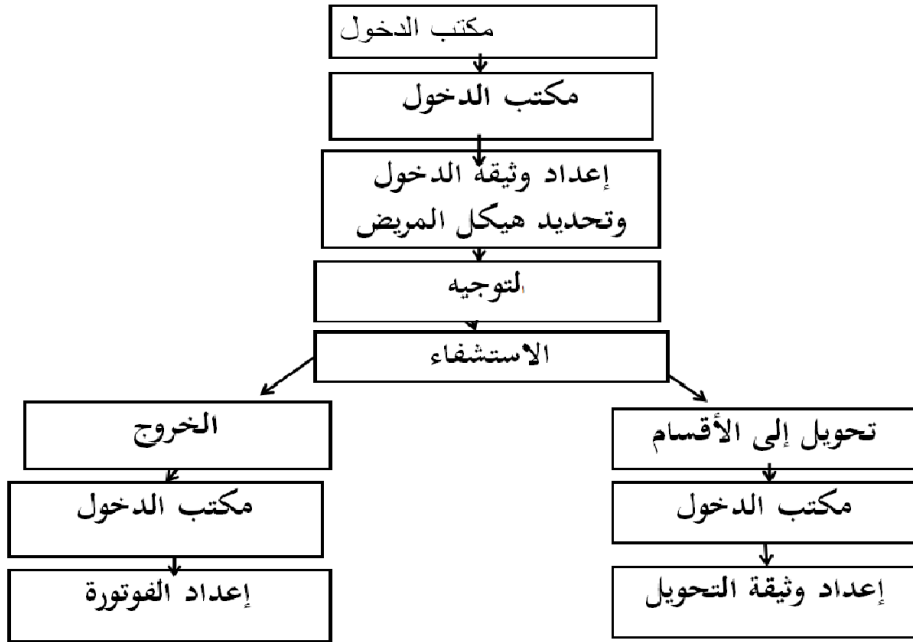 مكتب الدخول
مكتب الدخول
إعداد وثيقة الدخول
وتحديد هيكل المريض
لتوجيه
الاستشفاء
تحويل إلى الأقسام
الخروج
مكتب الدخول
مكتب الدخول
إعداد وثيقة التحويل
إعداد الفوتورة